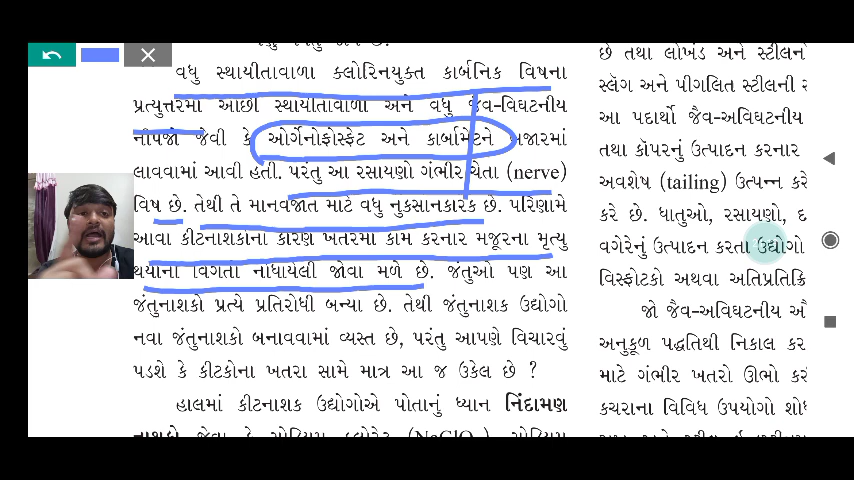 વધુ સ્થાયીતાવાળા ક્લોરિનયુક્ત કાર્બનિક વિષના
પ્રત્યુત્તરમાં ઓછી સ્થાયીતાવાળા અને વધુ જૈવ-વિઘટનીય
નીપજો જેવી કે ઓર્ગેનોફોસ્ફેટ અને કાર્બામેટને બજારમાં
લાવવામાં આવી હતી. પરંતુ આ રસાયણો ગંભીર ચેતા (nerve)
વિષ છે. તેથી તે માનવજાત માટે વધુ નુકસાનકારક છે. પરિણામે
આવા કીટનાશકોના કારણે ખેતરમાં કામ કરનાર મજૂરના મૃત્યુ
થયાના વિગતો નોંધાયેલી જોવા મળે છે. જંતુઓ પણ આ
જંતુનાશકો પ્રત્યે પ્રતિરોધી બન્યા છે. તેથી જંતુનાશક ઉદ્યોગો
નવા જંતુનાશકો બનાવવામાં વ્યસ્ત છે, પરંતુ આપણે વિચારવું
પડશે કે કીટકોના ખતરા સામે માત્ર આ જ ઉકેલ છે ?
હાલમાં કીટનાશક ઉદ્યોગોએ પોતાનું ધ્યાન નિંદામણ
છે તથા લોખંડ અને સ્ટીલનો
સ્લૅગ અને પીગલિત સ્ટીલની
આ પદાર્થો જૈવ-અવિઘટનીય
તથા કૉપરનું ઉત્પાદન કરનાર
અવશેષ (tailing) ઉત્પન્ન કરે
કરે છે. ધાતુઓ, રસાયણો,
વગેરેનું ઉત્પાદન કરતા ઉદ્યોગો
વિસ્ફોટકો અથવા અતિપ્રતિક્રિ
જો જૈવ-અવિઘટનીય
અનુકૂળ પદ્ધતિથી નિકાલ કર
માટે ગંભીર ખતરો ઊભો કરે
કચરાના વિવિધ ઉપયોગો શોધ